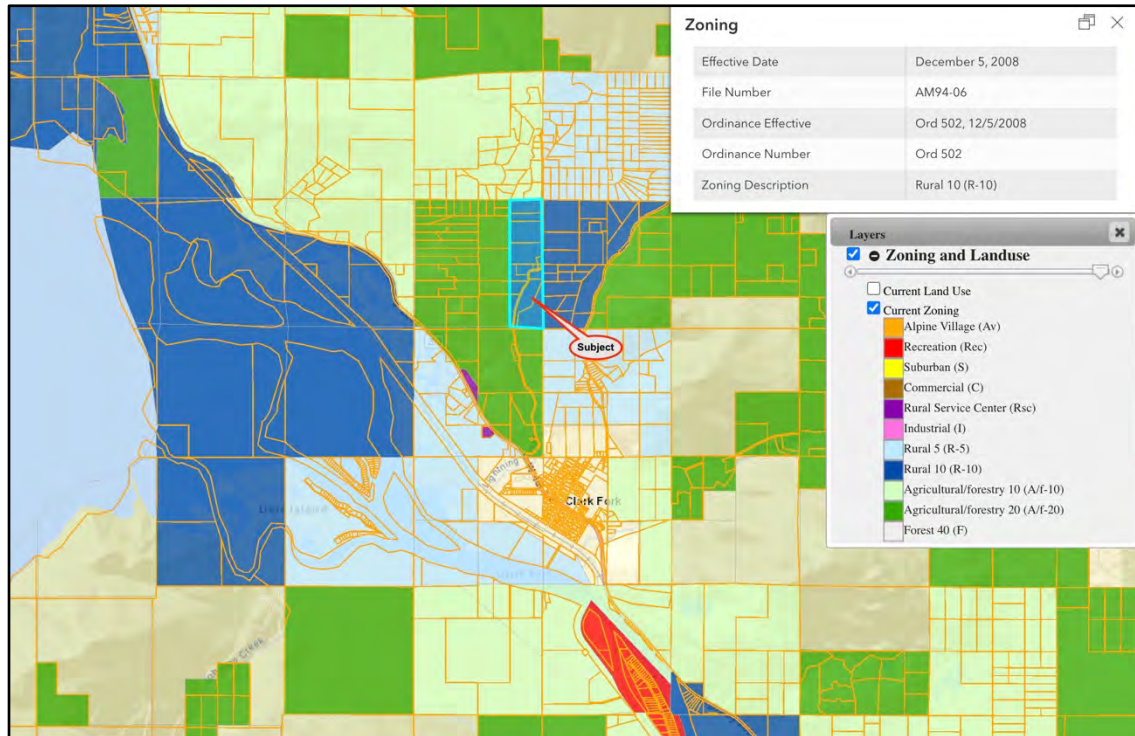 Zoning
Effective Date December 5, 2008
File Number AM94-06
Ordinance Effective Ord 502, 12/5/2008
Ordinance Number Ord 502
Zoning Description Rural 10 (R-10)
Layers
Zoning and Landuse
Current Land Use
Current Zoning
Alpine Village (Av)
Recreation (Rec)
Suburban (S)
Commercial (C)
Rural Service Center (Rsc)
Industrial (I)
Rural 5 (R-5)
Rural 10 (R-10)
Agricultural/forestry 10 (A/f-10)
Agricultural/forestry 20 (A/f-20)
Forest 40 (F)
Subject
Clark Fork
Island
Creek